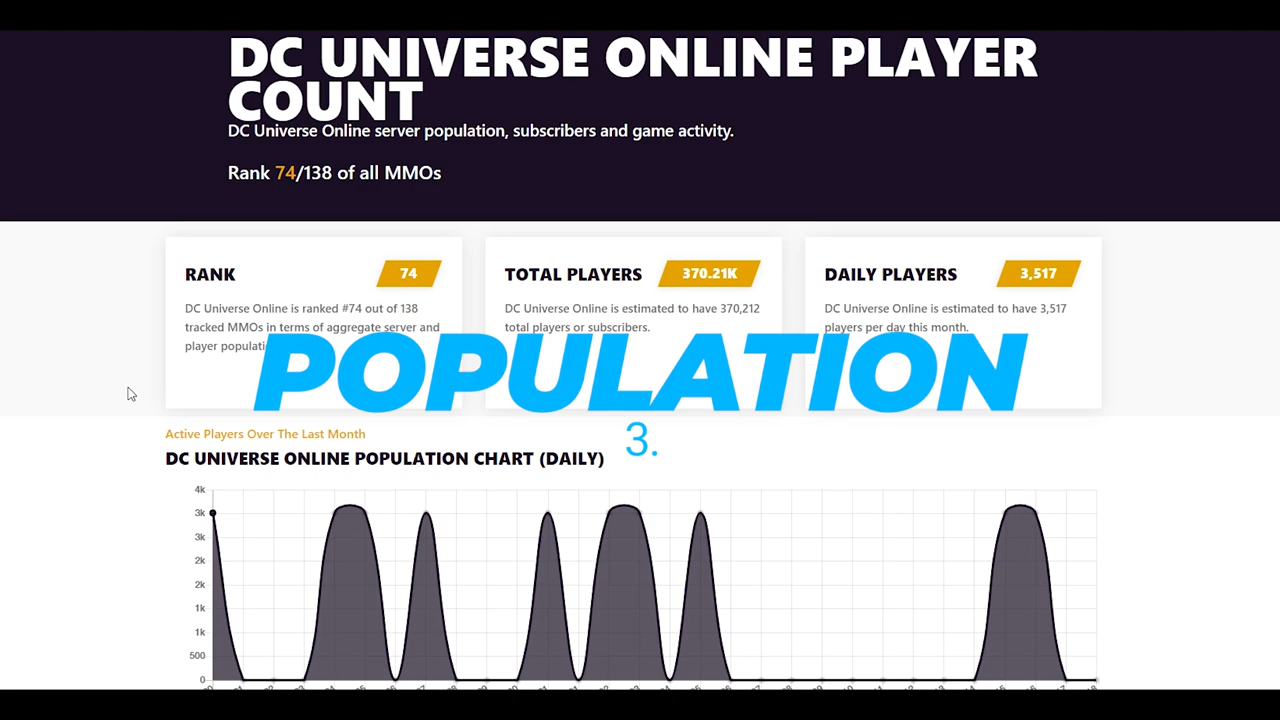 DC UNIVERSE ONLINE PLAYER
COUNT
DC Universe Online server population, subscribers and game activity.
Rank 74/138 of all MMOs
RANK
74
DC Universe Online is ranked #74 out of 138
tracked MMOs in terms of aggregate server and
player
TOTAL PLAYERS
370.21K
DC Universe Online is estimated to have 370,212
total players or subscribers.
DAILY PLAYERS
3,517
DC Universe Online is estimated to have 3,517
players per day this month.
POPULATION
3.
Active Players Over The Last Month
DC UNIVERSE ONLINE POPULATION CHART (DAILY)
4k
3k
3k
2k
2k
1k
1k
500
0